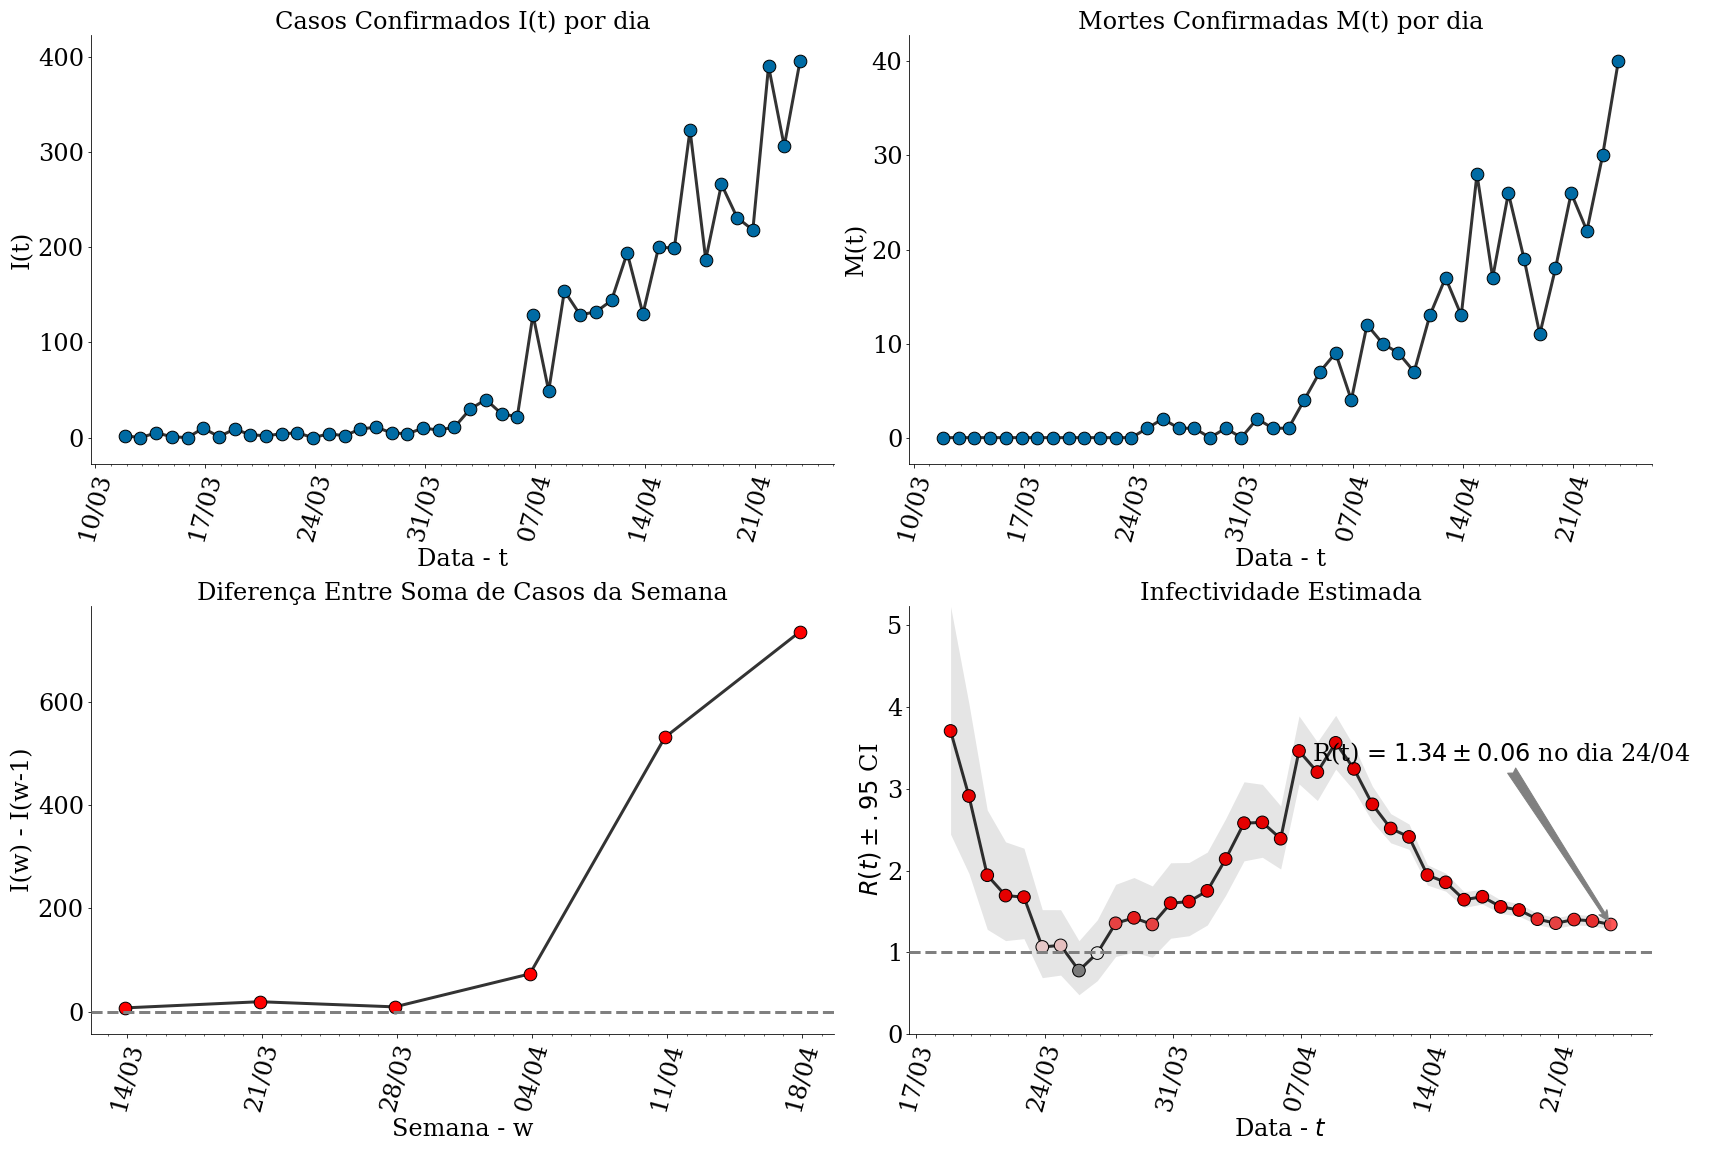 Casos Confirmados I(t) por dia
I(t)
400
300
200
100
0
10/03 17/03 24/03 31/03 07/04 14/04 21/04
Data - t
Mortes Confirmadas M(t) por dia
M(t)
40
30
20
10
0
10/03 17/03 24/03 31/03 07/04 14/04 21/04
Data - t
Diferença Entre Soma de Casos da Semana
I(w) - I(w-1)
600
400
200
0
14/03 21/03 28/03 04/04 11/04 18/04
Semana - w
Infectividade Estimada
R(t) ± .95 CI
5
4
3
2
1
0
R(t) = 1.34 ± 0.06 no dia 24/04
17/03 24/03 31/03 07/04 14/04 21/04
Data - t